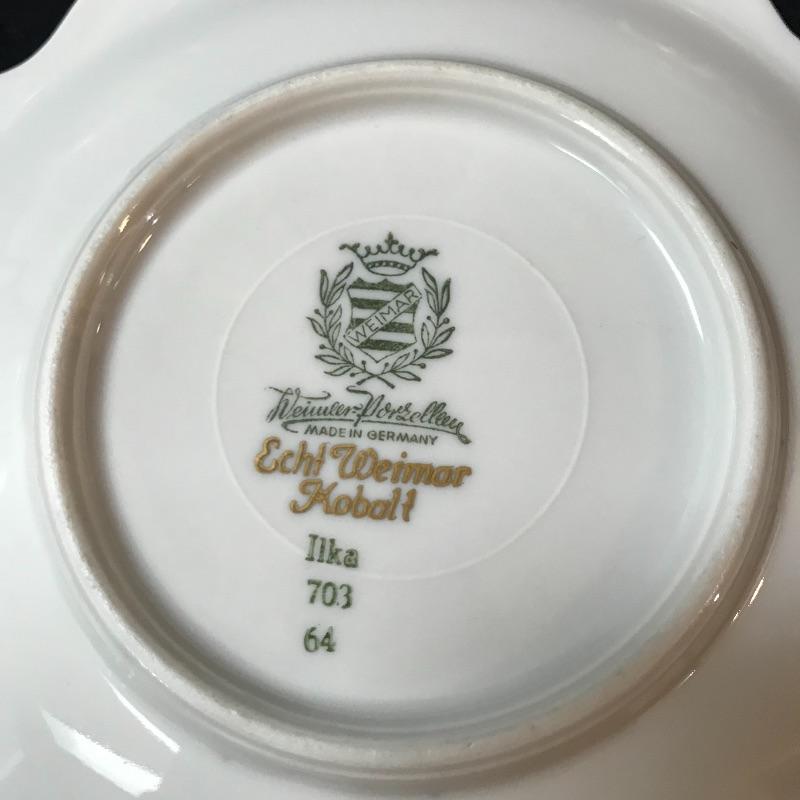 WEIMAR
Weimar-Porzellan
MADE IN GERMANY
Echt Weimar
Kobalt
Ilka
703
64